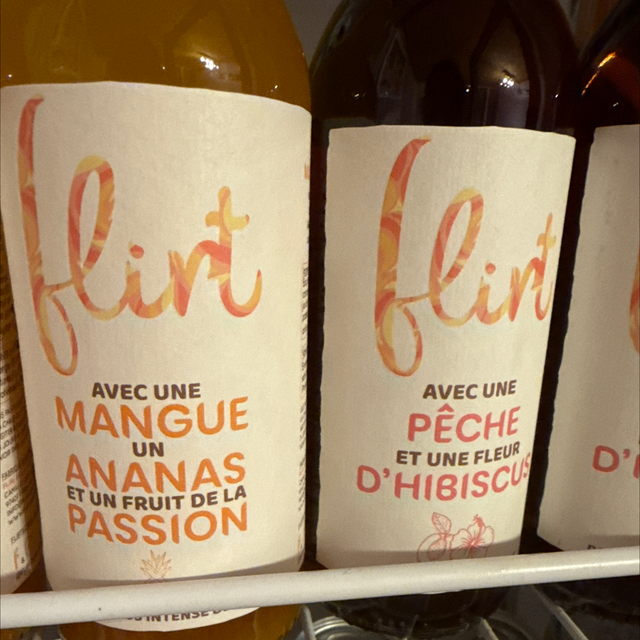 flirt
AVEC UNE
MANGUE
UN
ANANAS
ET UN FRUIT DE LA
PASSION
flirt
AVEC UNE
PÊCHE
ET UNE FLEUR
D'HIBISCUS
INTENSE